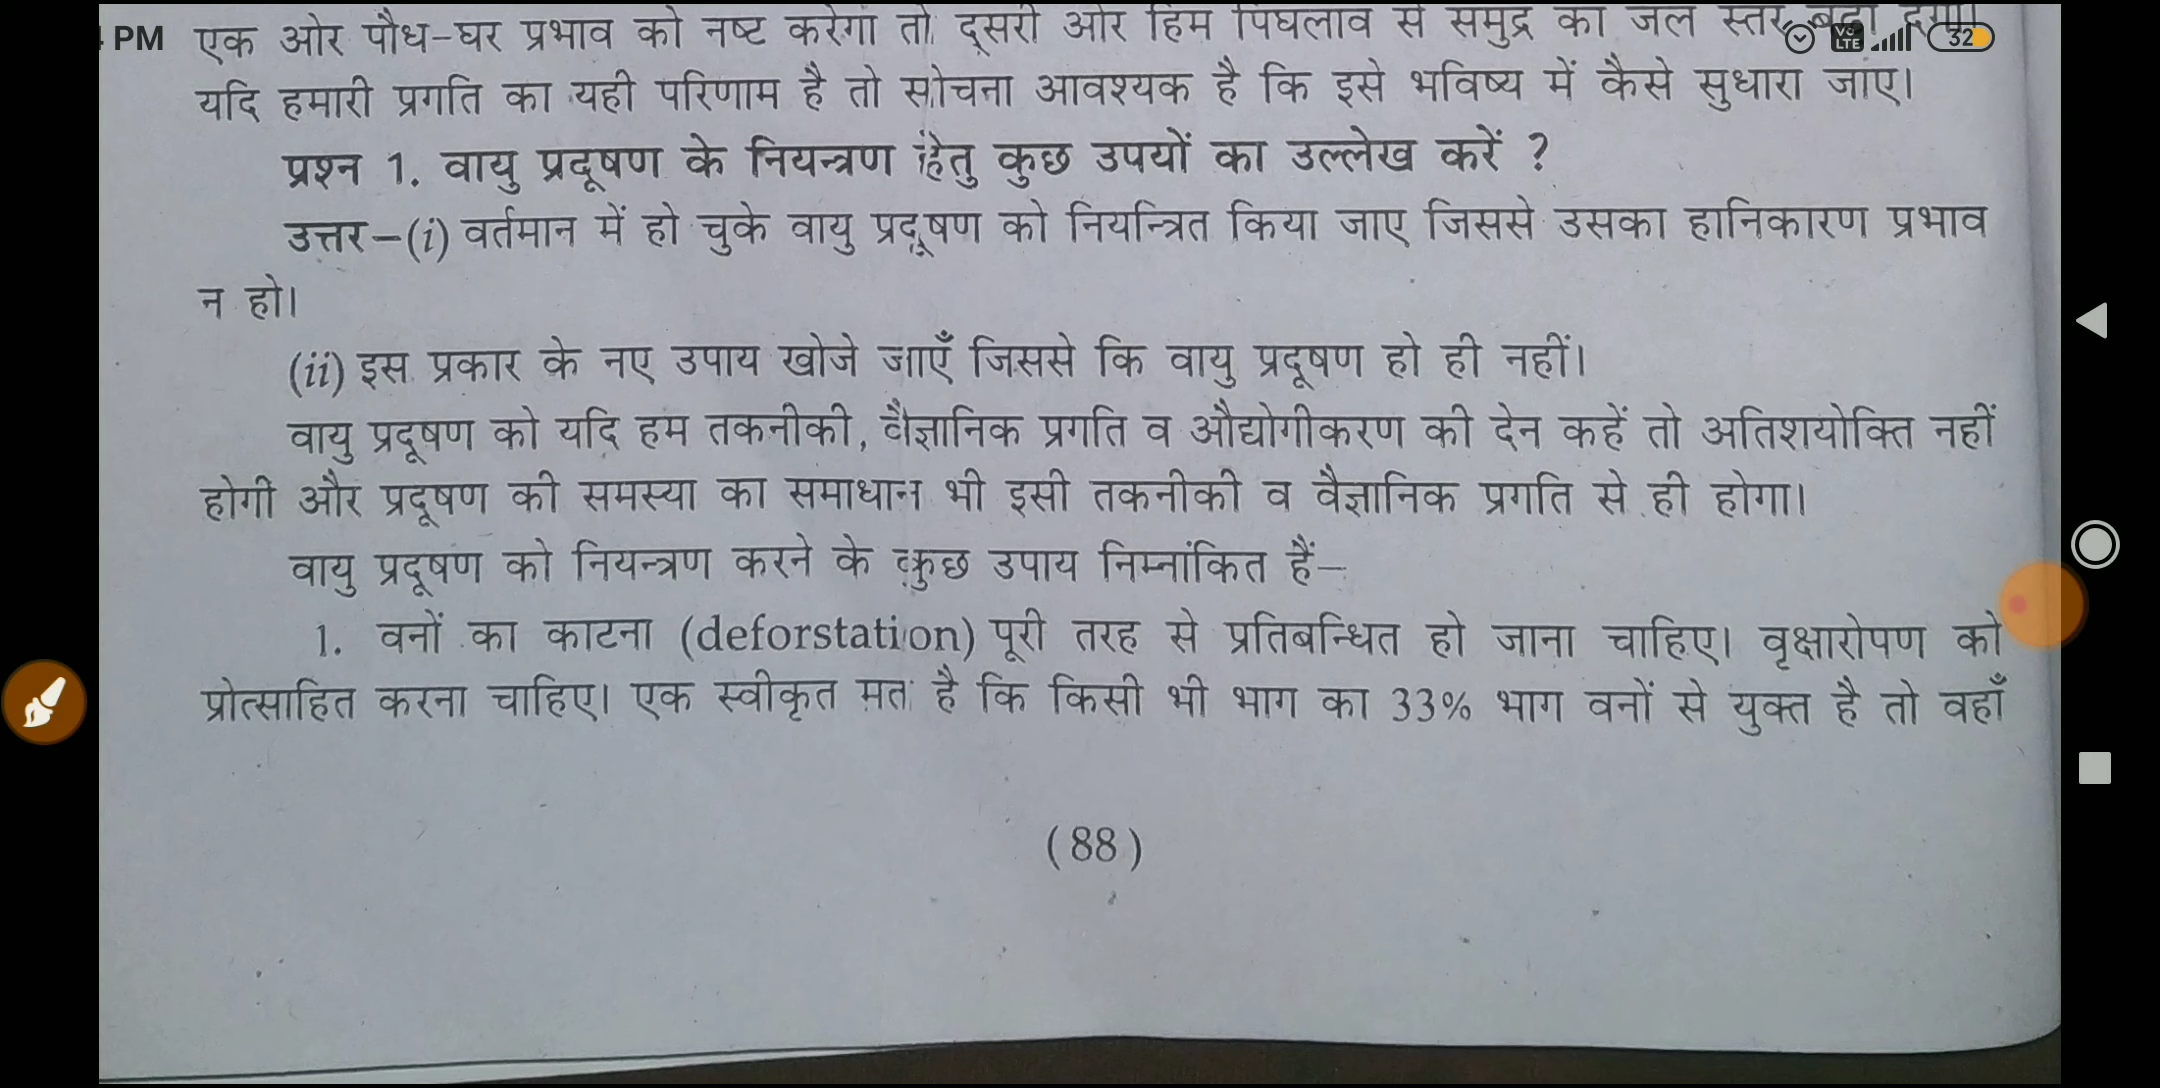 PM
32
एक ओर पौध-घर प्रभाव को नष्ट करेगा तो दूसरी ओर हिम पिघलाव से समुद्र का जल स्तर बढ़ा
यदि हमारी प्रगति का यही परिणाम है तो सोचना आवश्यक है कि इसे भविष्य में कैसे सुधारा जाए।
प्रश्न 1. वायु प्रदूषण के नियन्त्रण हेतु कुछ उपयों का उल्लेख करें ?
उत्तर–(i) वर्तमान में हो चुके वायु प्रदूषण को नियन्त्रित किया जाए जिससे उसका हानिकारण प्रभाव
न हो।
(ii) इस प्रकार के नए उपाय खोजे जाएँ जिससे कि वायु प्रदूषण हो ही नहीं।
वायु प्रदूषण को यदि हम तकनीकी, वैज्ञानिक प्रगति व औद्योगीकरण की देन कहें तो अतिशयोक्ति नहीं
होगी और प्रदूषण की समस्या का समाधान भी इसी तकनीकी व वैज्ञानिक प्रगति से ही होगा।
वायु प्रदूषण को नियन्त्रण करने के कुछ उपाय निम्नांकित हैं–
1. वनों का काटना (deforstation) पूरी तरह से प्रतिबन्धित हो जाना चाहिए। वृक्षारोपण को
प्रोत्साहित करना चाहिए। एक स्वीकृत मत है कि किसी भी भाग का 33% भाग वनों से युक्त है तो वहाँ
(88)